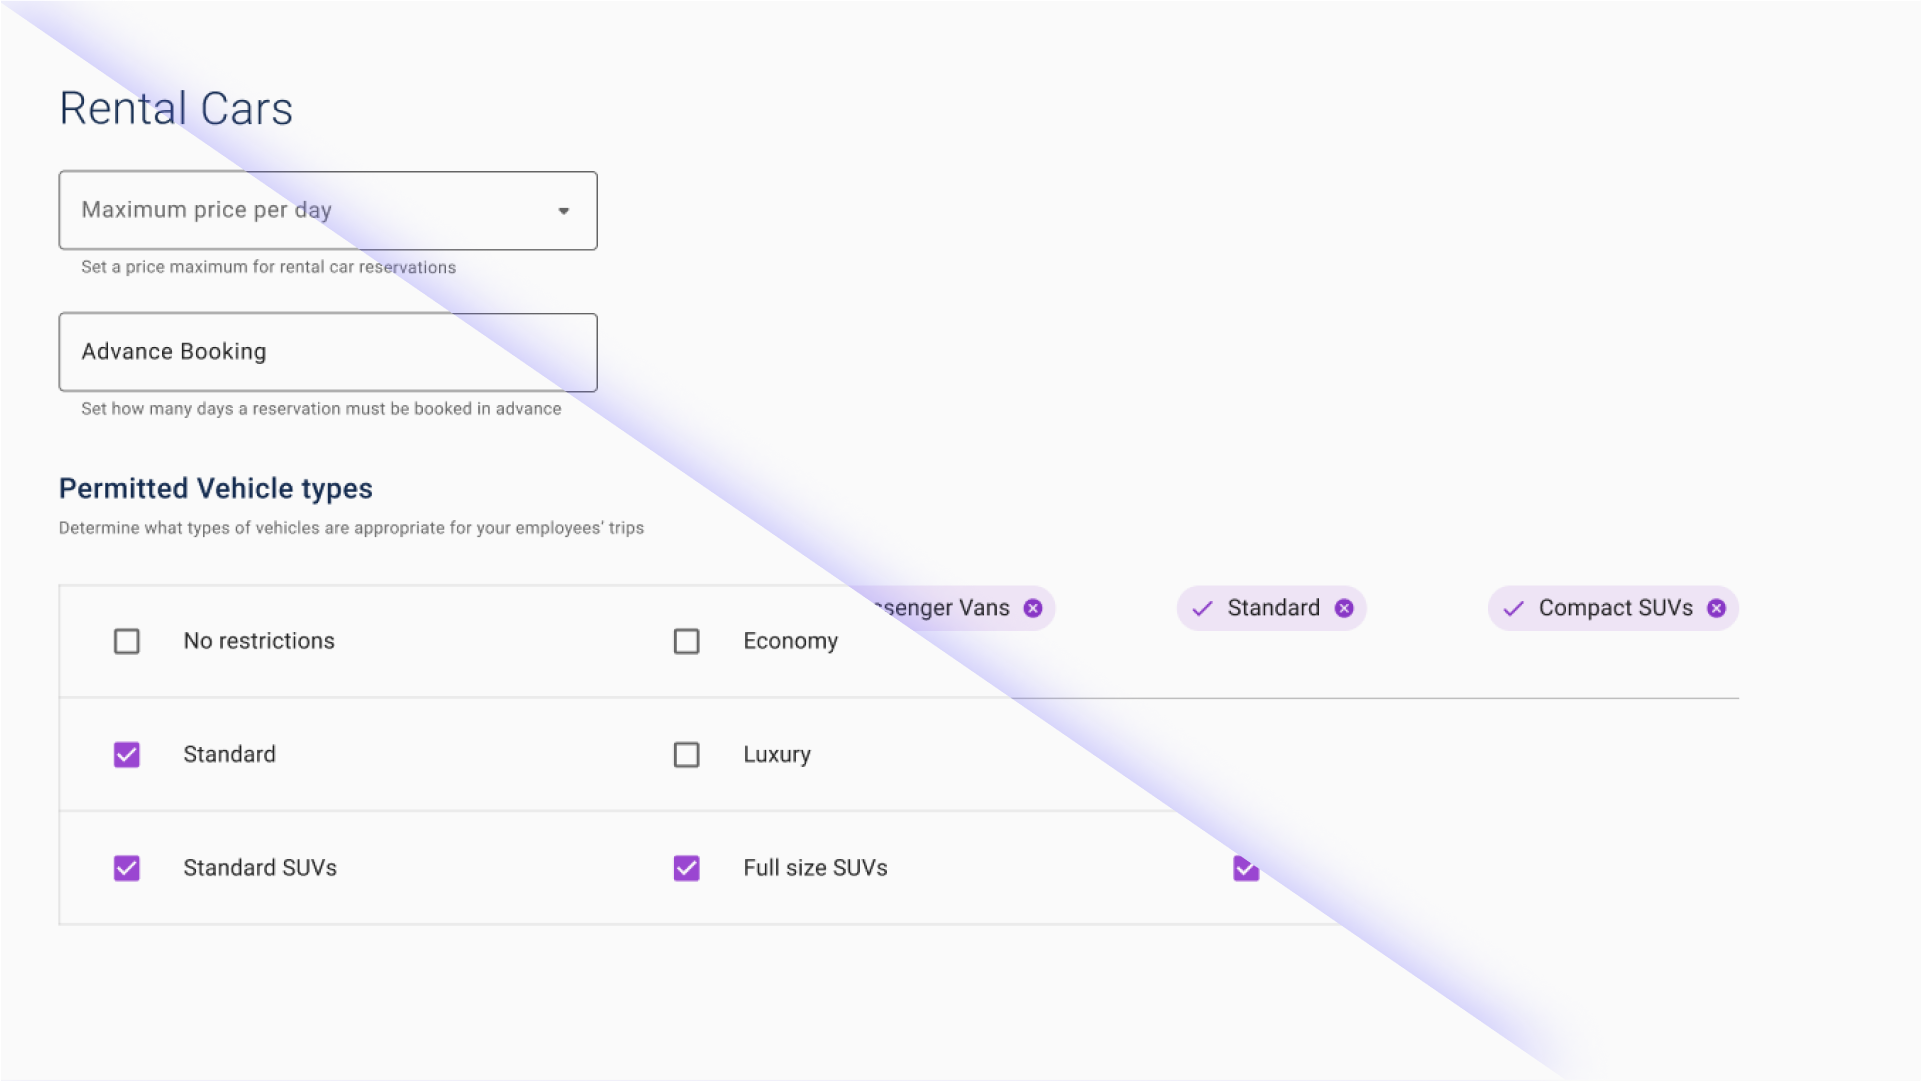 Rental Cars
Maximum price per day
Set a price maximum for rental car reservations
Advance Booking
Set how many days a reservation must be booked in advance
Permitted Vehicle types
Determine what types of vehicles are appropriate for your employees' trips
Vans Standard Compact SUVs
No restrictions Economy
Standard Luxury
Standard SUVs Full size SUVs